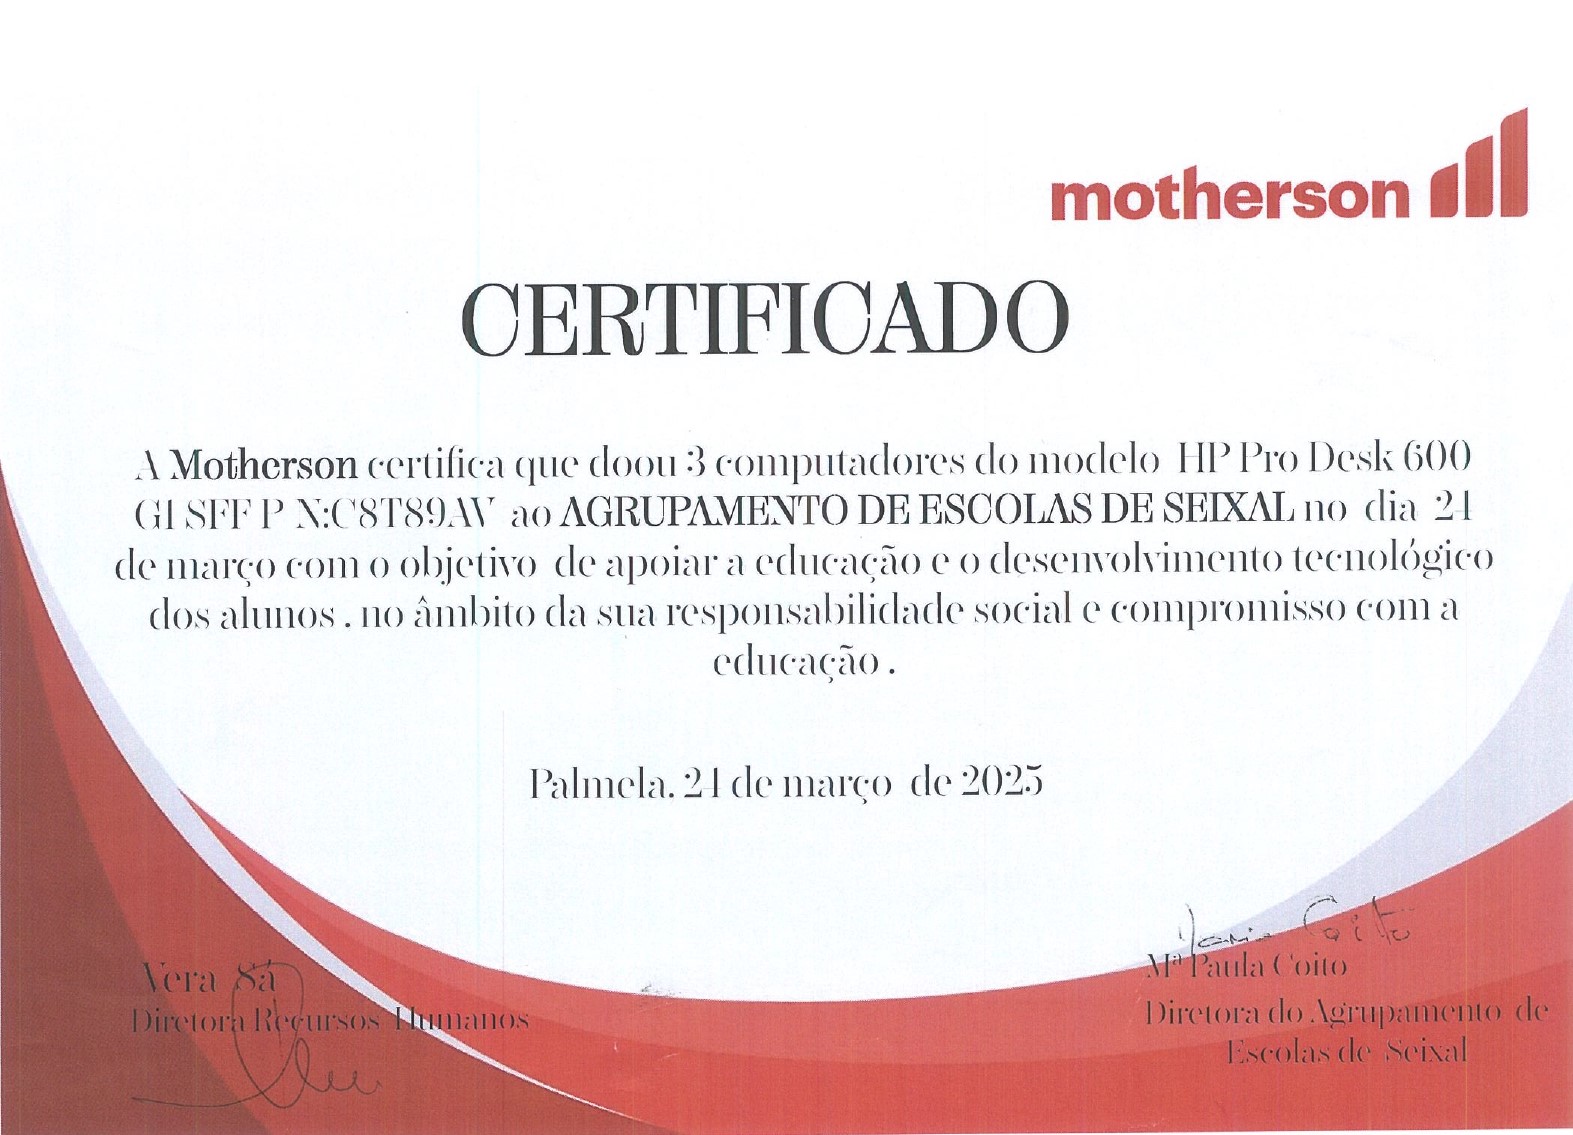 motherson
CERTIFICADO
A Motherson certifica que doou 3 computadores do modelo HP Pro Desk 600
G1 SFF P N:C8T89AV ao AGRUPAMENTO DE ESCOLAS DE SEIXAL no dia 24
de março com o objetivo de apoiar a educação e o desenvolvimento tecnológico
dos alunos . no âmbito da sua responsabilidade social e compromisso com a
educação .
Palmela. 24 de março de 2025
Maria Coito
Vera Sá
Diretora Recursos Humanos
Mª Paula Coito
Diretora do Agrupamento de
Escolas de Seixal